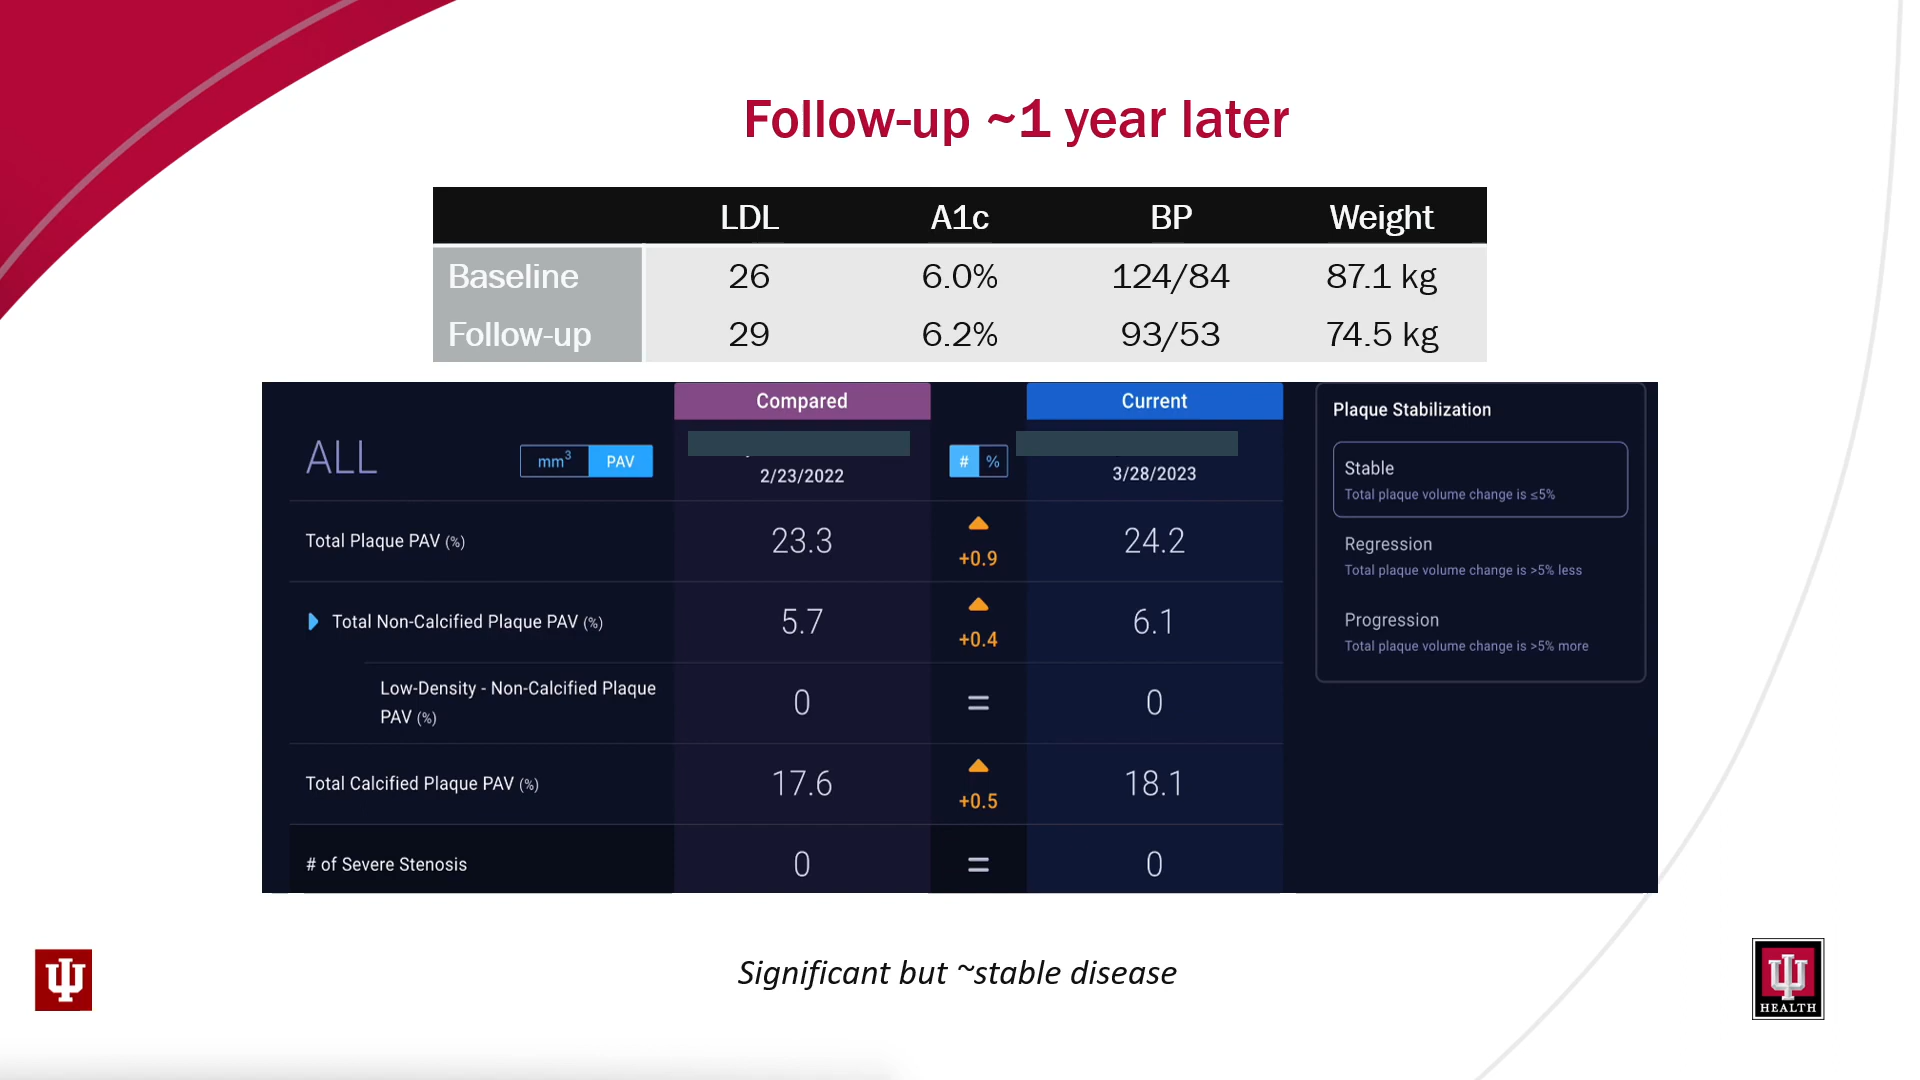 Follow-up ~1 year later
LDL A1c BP Weight
Baseline 26 6.0% 124/84 87.1 kg
Follow-up 29 6.2% 93/53 74.5 kg
Compared Current
ALL mm³ PAV 2/23/2022 # % 3/28/2023
Total Plaque PAV (%) 23.3 +0.9 24.2
Total Non-Calcified Plaque PAV (%) 5.7 +0.4 6.1
Low-Density - Non-Calcified Plaque
PAV (%) 0 = 0
Total Calcified Plaque PAV (%) 17.6 +0.5 18.1
# of Severe Stenosis 0 = 0
Plaque Stabilization
Stable
Total plaque volume change is ≤5%
Regression
Total plaque volume change is >5% less
Progression
Total plaque volume change is >5% more
Significant but ~stable disease
HEALTH